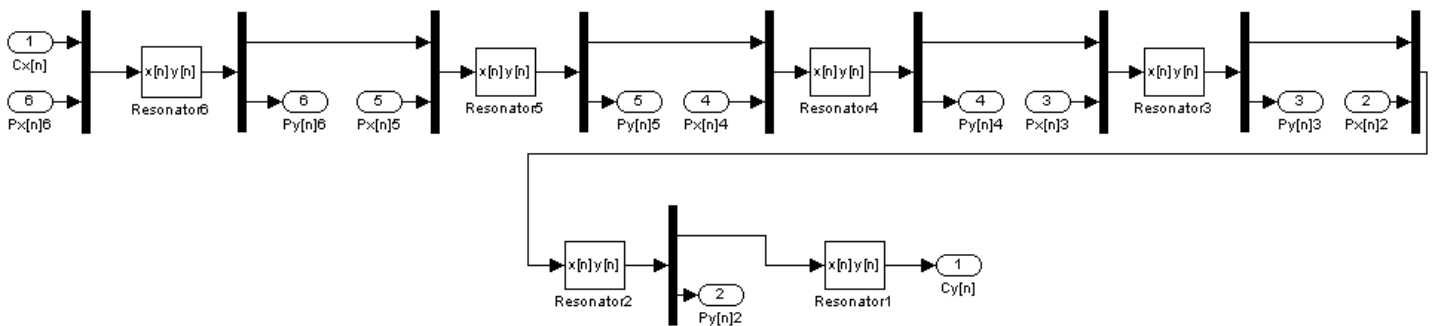 1
Cx[n]
6
Px[n]6
x[n] y[n]
Resonator6
6
Py[n]6
5
Px[n]5
x[n] y[n]
Resonator5
5
Py[n]5
4
Px[n]4
x[n] y[n]
Resonator4
4
Py[n]4
3
Px[n]3
x[n] y[n]
Resonator3
3
Py[n]3
2
Px[n]2
x[n] y[n]
Resonator2
2
Py[n]2
x[n] y[n]
Resonator1
1
Cy[n]